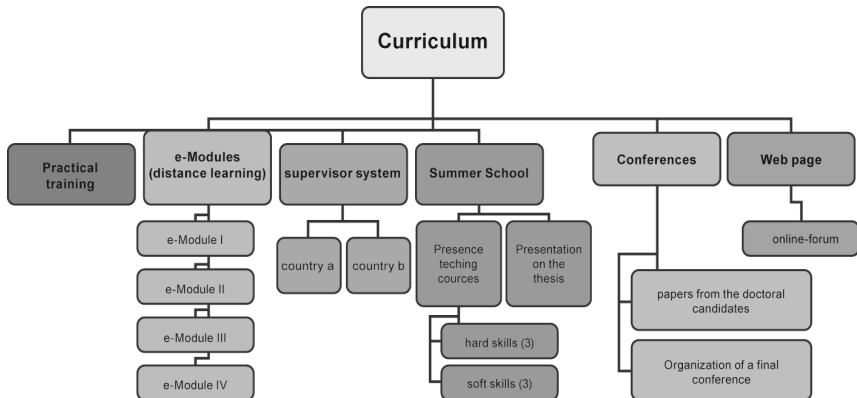 Curriculum
Practical
training
e-Modules
(distance learning)
supervisor system
Summer School
Conferences
Web page
e-Module I
e-Module II
e-Module III
e-Module IV
country a
country b
Presence
teching
cources
Presentation
on the
thesis
hard skills (3)
soft skills (3)
papers from the doctoral
candidates
Organization of a final
conference
online-forum